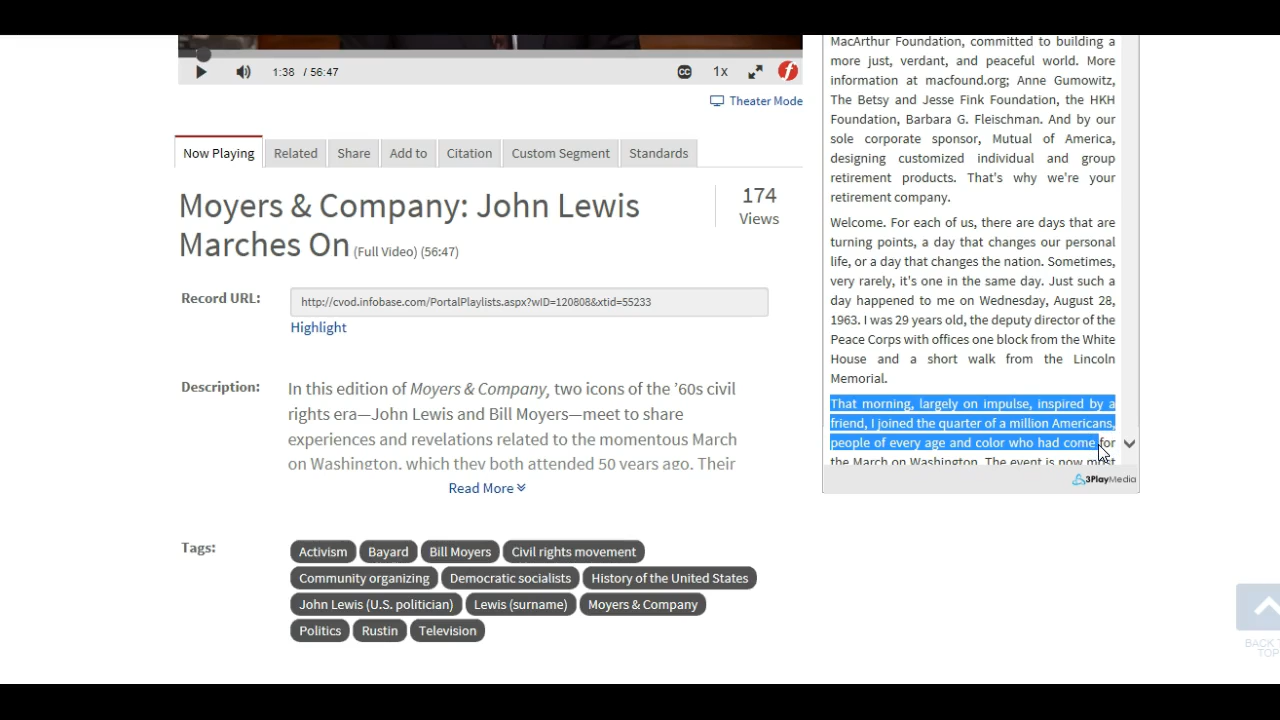 1:38 / 56:47
CC
1x
Theater Mode
Now Playing
Related
Share
Add to
Citation
Custom Segment
Standards
Moyers & Company: John Lewis
Marches On (Full Video) (56:47)
174
Views
Record URL:
http://cvod.infobase.com/PortalPlaylists.aspx?wID=120808&xtid=55233
Highlight
Description:
In this edition of Moyers & Company, two icons of the ’60s civil
rights era—John Lewis and Bill Moyers—meet to share
experiences and revelations related to the momentous March
on Washington, which they both attended 50 years ago. Their
Read More
Tags:
Activism
Bayard
Bill Moyers
Civil rights movement
Community organizing
Democratic socialists
History of the United States
John Lewis (U.S. politician)
Lewis (surname)
Moyers & Company
Politics
Rustin
Television
MacArthur Foundation, committed to building a
more just, verdant, and peaceful world. More
information at macfound.org; Anne Gumowitz,
The Betsy and Jesse Fink Foundation, the HKH
Foundation, Barbara G. Fleischman. And by our
sole corporate sponsor, Mutual of America,
designing customized individual and group
retirement products. That's why we're your
retirement company.
Welcome. For each of us, there are days that are
turning points, a day that changes our personal
life, or a day that changes the nation. Sometimes,
very rarely, it's one in the same day. Just such a
day happened to me on Wednesday, August 28,
1963. I was 29 years old, the deputy director of the
Peace Corps with offices one block from the White
House and a short walk from the Lincoln
Memorial.
That morning, largely on impulse, inspired by a
friend, I joined the quarter of a million Americans,
people of every age and color who had come for
the March on Washington. The event is now most
3PlayMedia
BACK
TOP